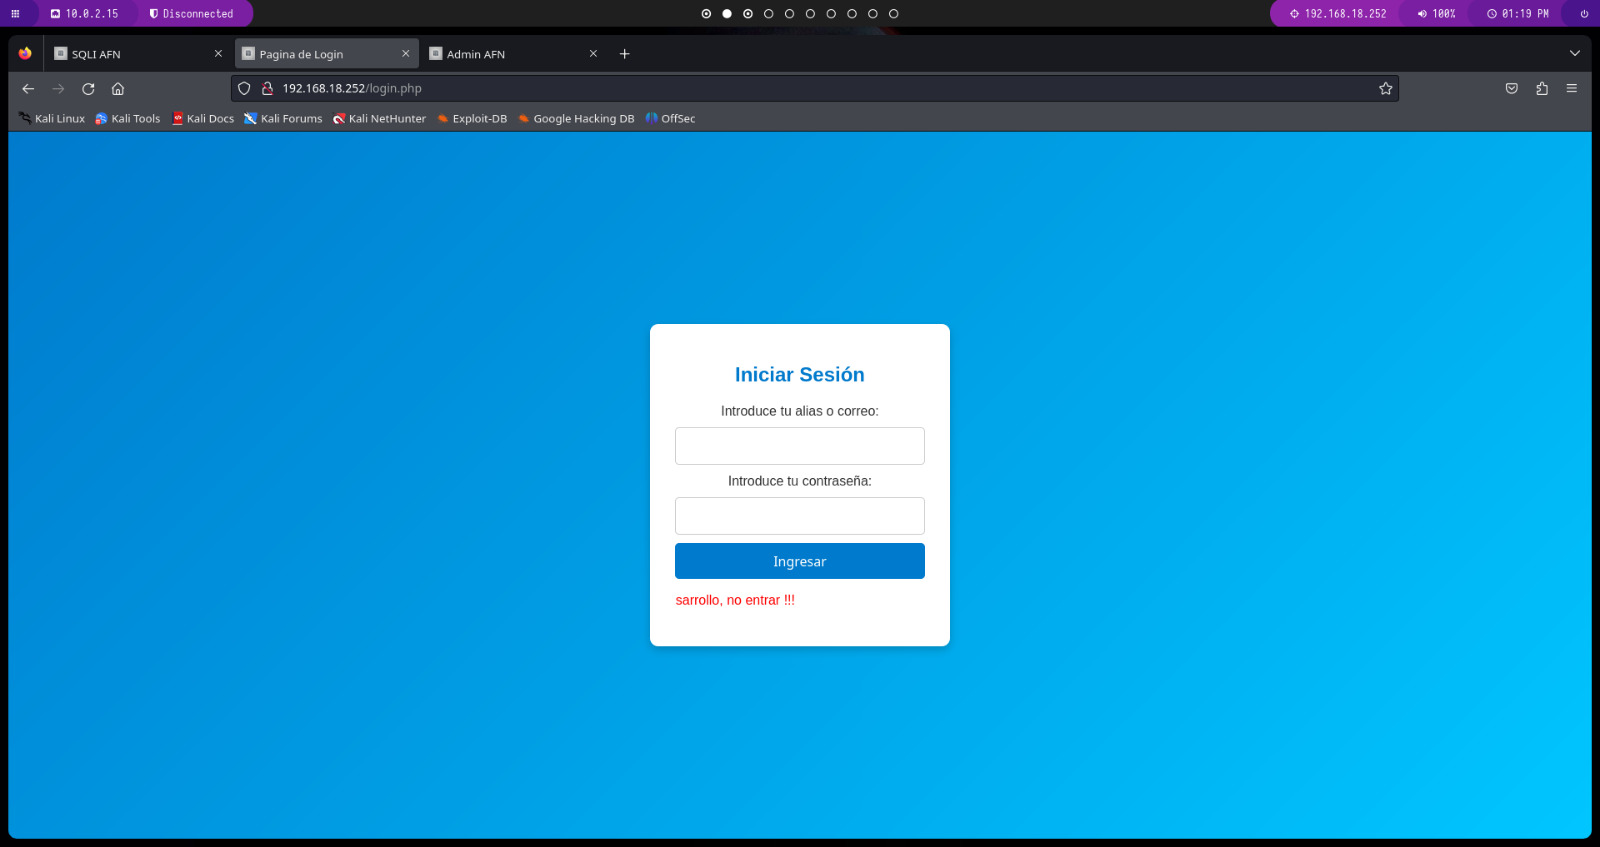 10.0.2.15
Disconnected
192.168.18.252
100%
01:19 PM
SQLI AFN
Pagina de Login
Admin AFN
192.168.18.252/login.php
Kali Linux
Kali Tools
Kali Docs
Kali Forums
Kali NetHunter
Exploit-DB
Google Hacking DB
OffSec
Iniciar Sesión
Introduce tu alias o correo:
Introduce tu contraseña:
Ingresar
sarrollo, no entrar !!!